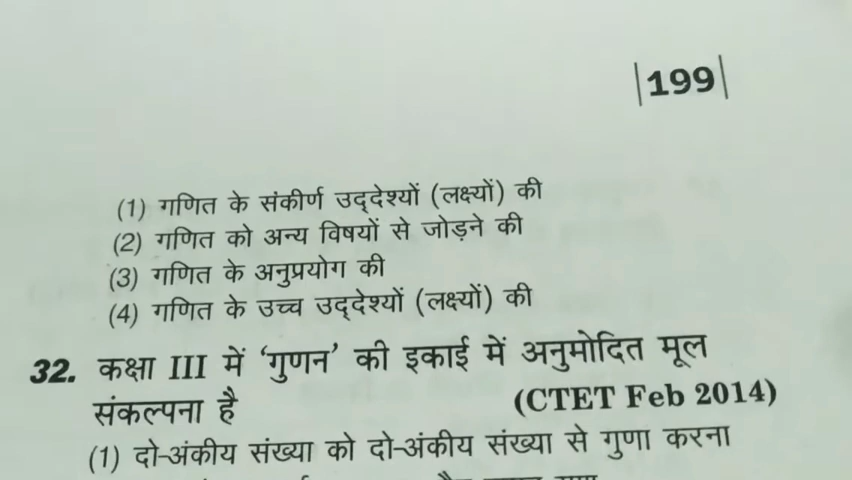 |199|
(1) गणित के संकीर्ण उद्देश्यों (लक्ष्यों) की
(2) गणित को अन्य विषयों से जोड़ने की
(3) गणित के अनुप्रयोग की
(4) गणित के उच्च उद्देश्यों (लक्ष्यों) की
32. कक्षा III में ‘गुणन’ की इकाई में अनुमोदित मूल
संकल्पना है (CTET Feb 2014)
(1) दो-अंकीय संख्या को दो-अंकीय संख्या से गुणा करना